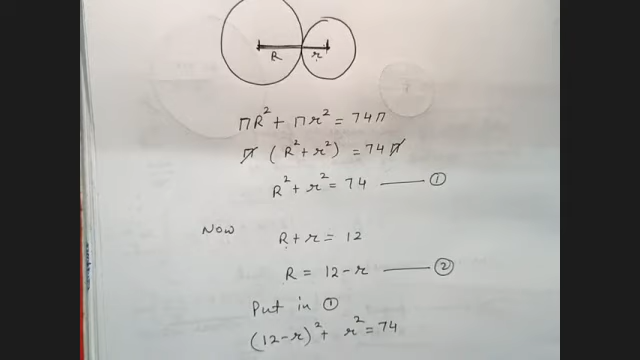 R r
πR² + πr² = 74π
π (R² + r²) = 74π
R² + r² = 74 —— ①
Now
R + r = 12
R = 12 - r —— ②
Put in ①
(12 - r)² + r² = 74